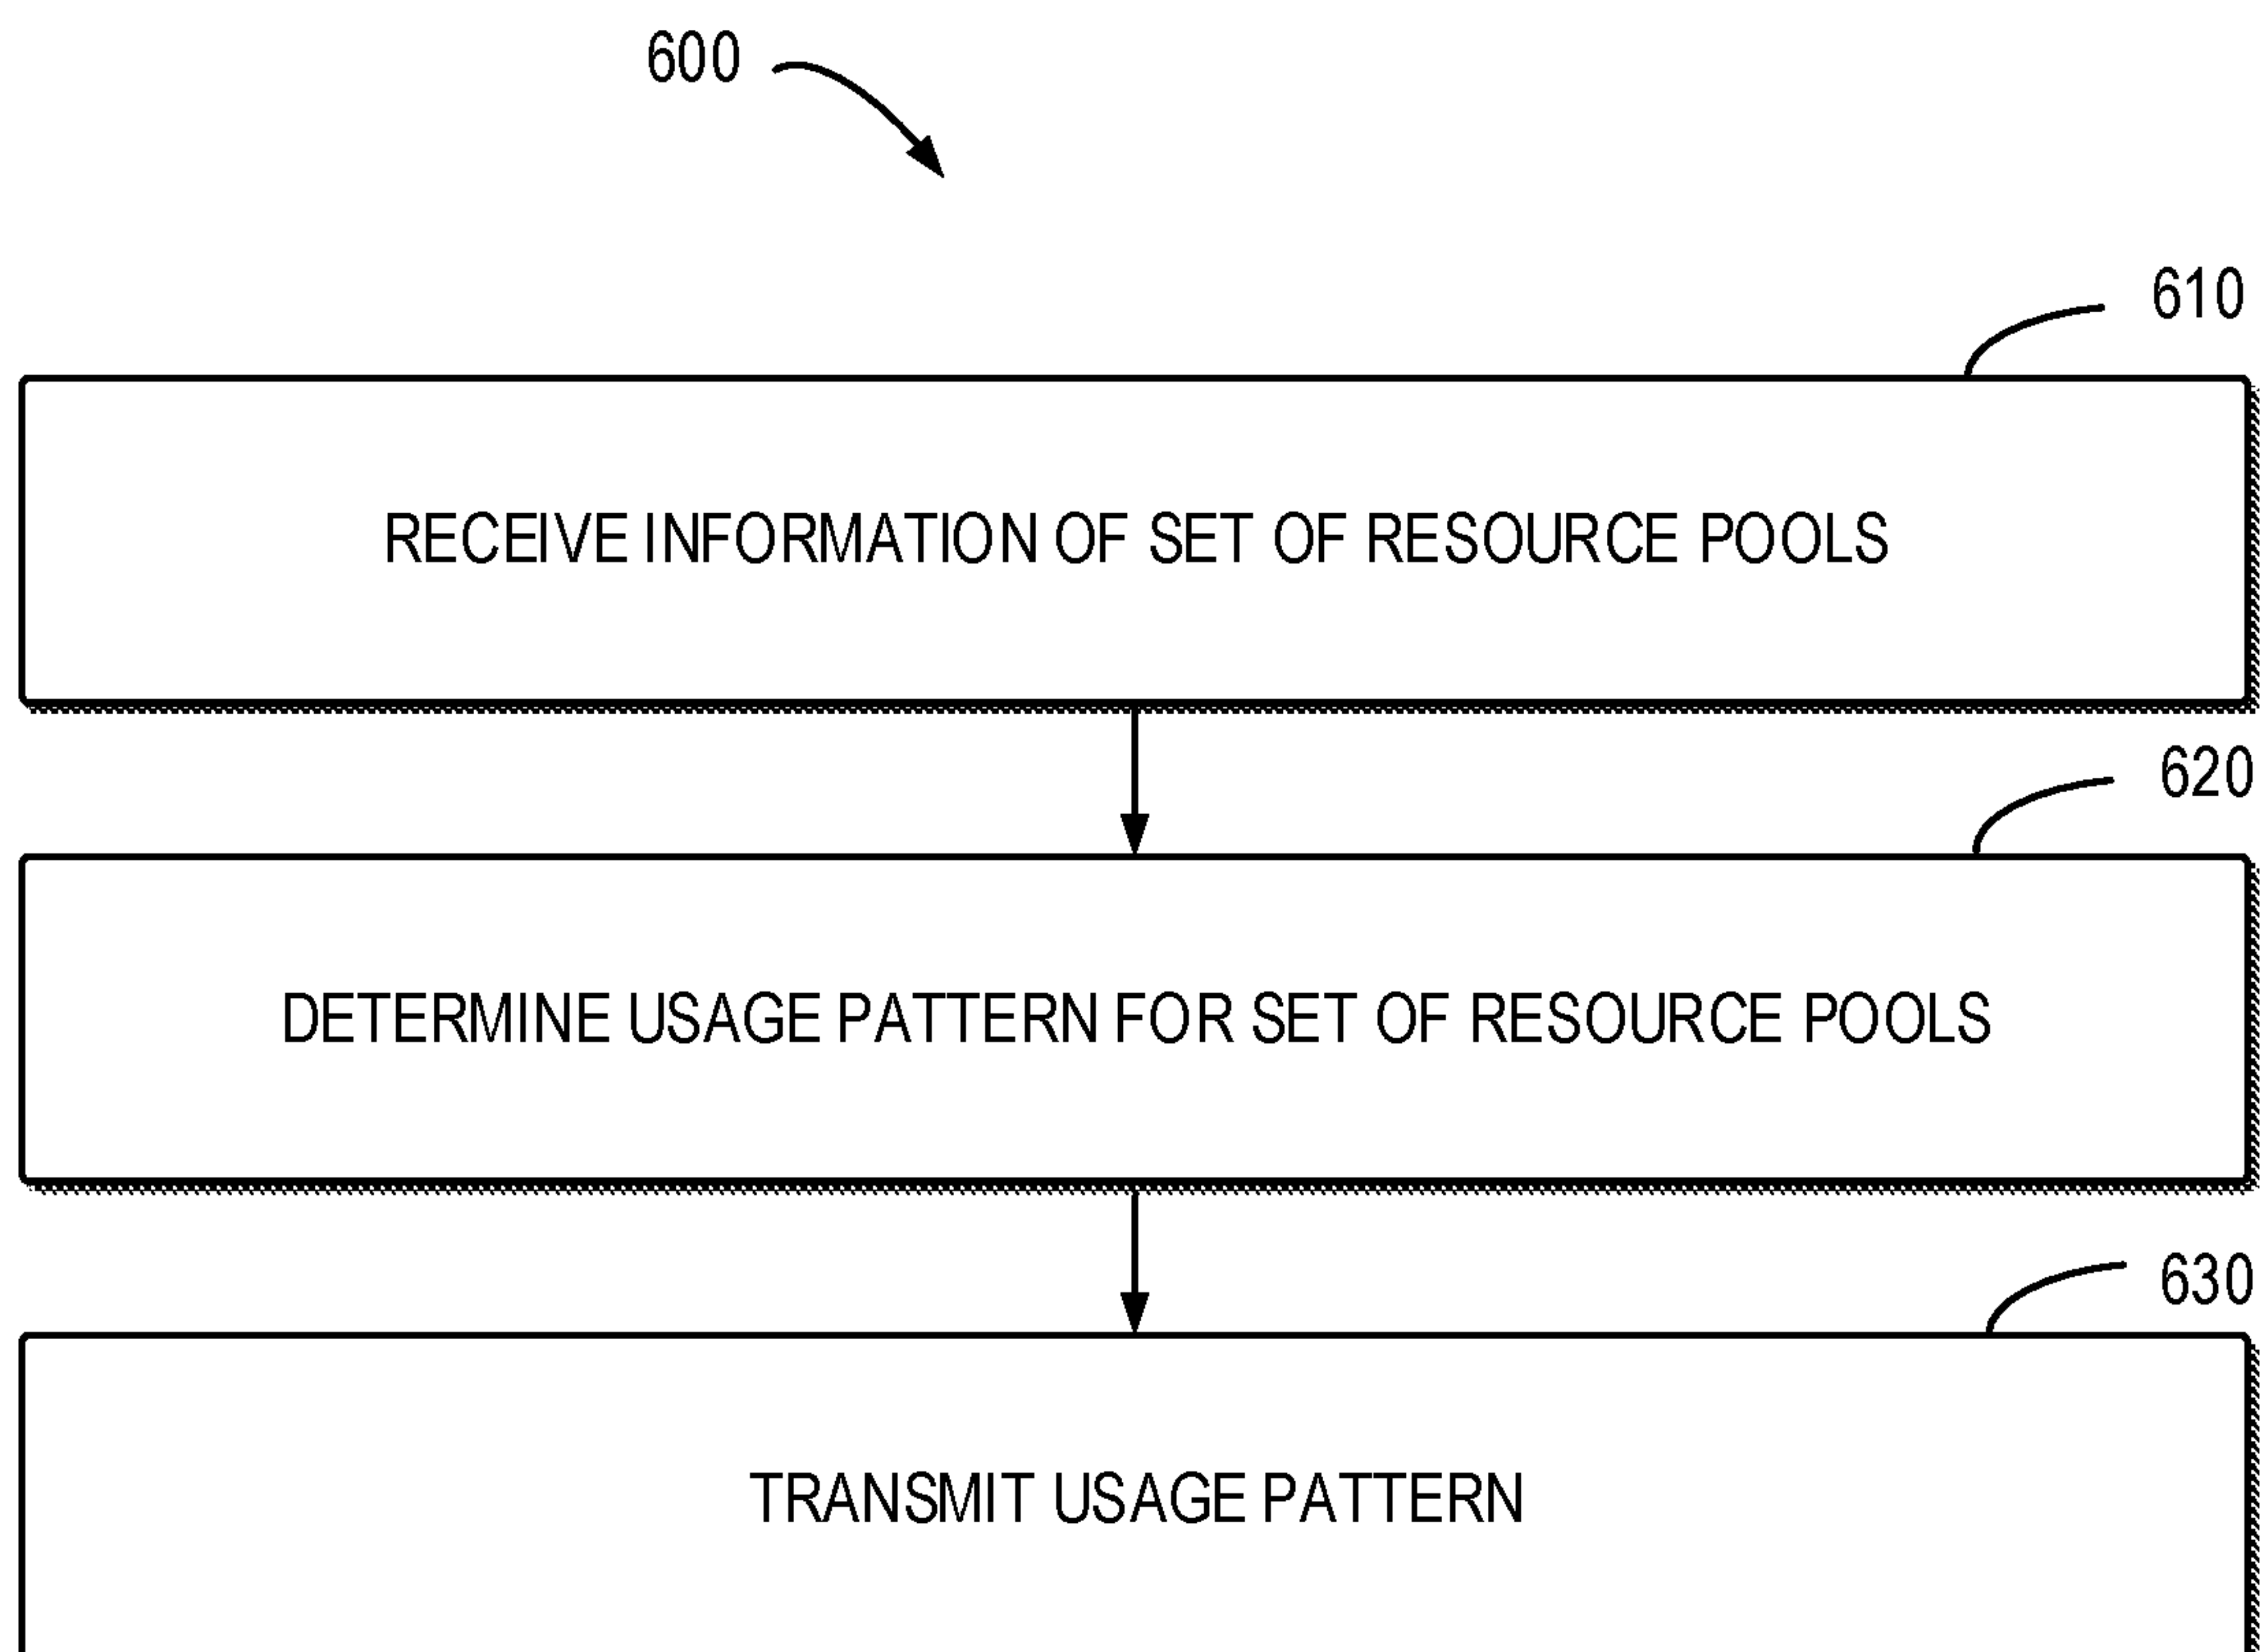 600
610
RECEIVE INFORMATION OF SET OF RESOURCE POOLS
620
DETERMINE USAGE PATTERN FOR SET OF RESOURCE POOLS
630
TRANSMIT USAGE PATTERN